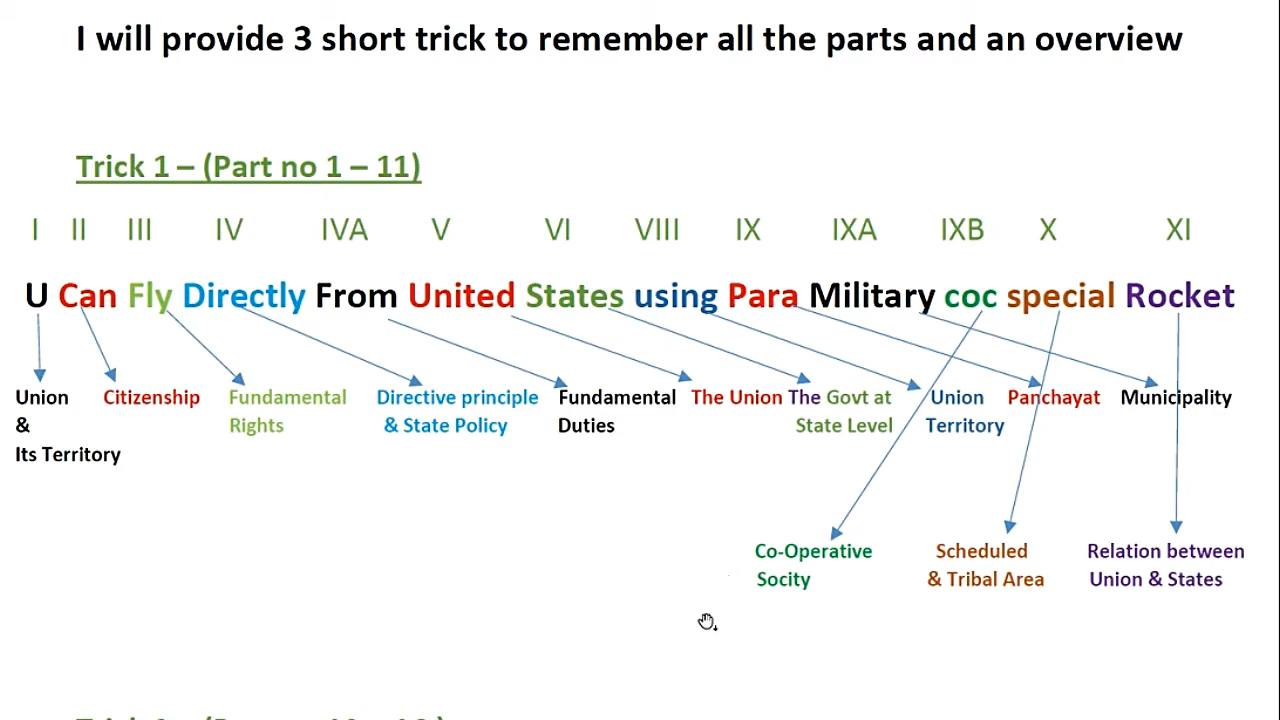 I will provide 3 short trick to remember all the parts and an overview
Trick 1 – (Part no 1 – 11)
I II III IV IVA V VI VIII IX IXA IXB X XI
U Can Fly Directly From United States using Para Military coc special Rocket
Union Citizenship Fundamental Directive principle Fundamental The Union The Govt at Union Panchayat Municipality
& Rights & State Policy Duties State Level Territory
Its Territory
Co-Operative Scheduled Relation between
Socity & Tribal Area Union & States